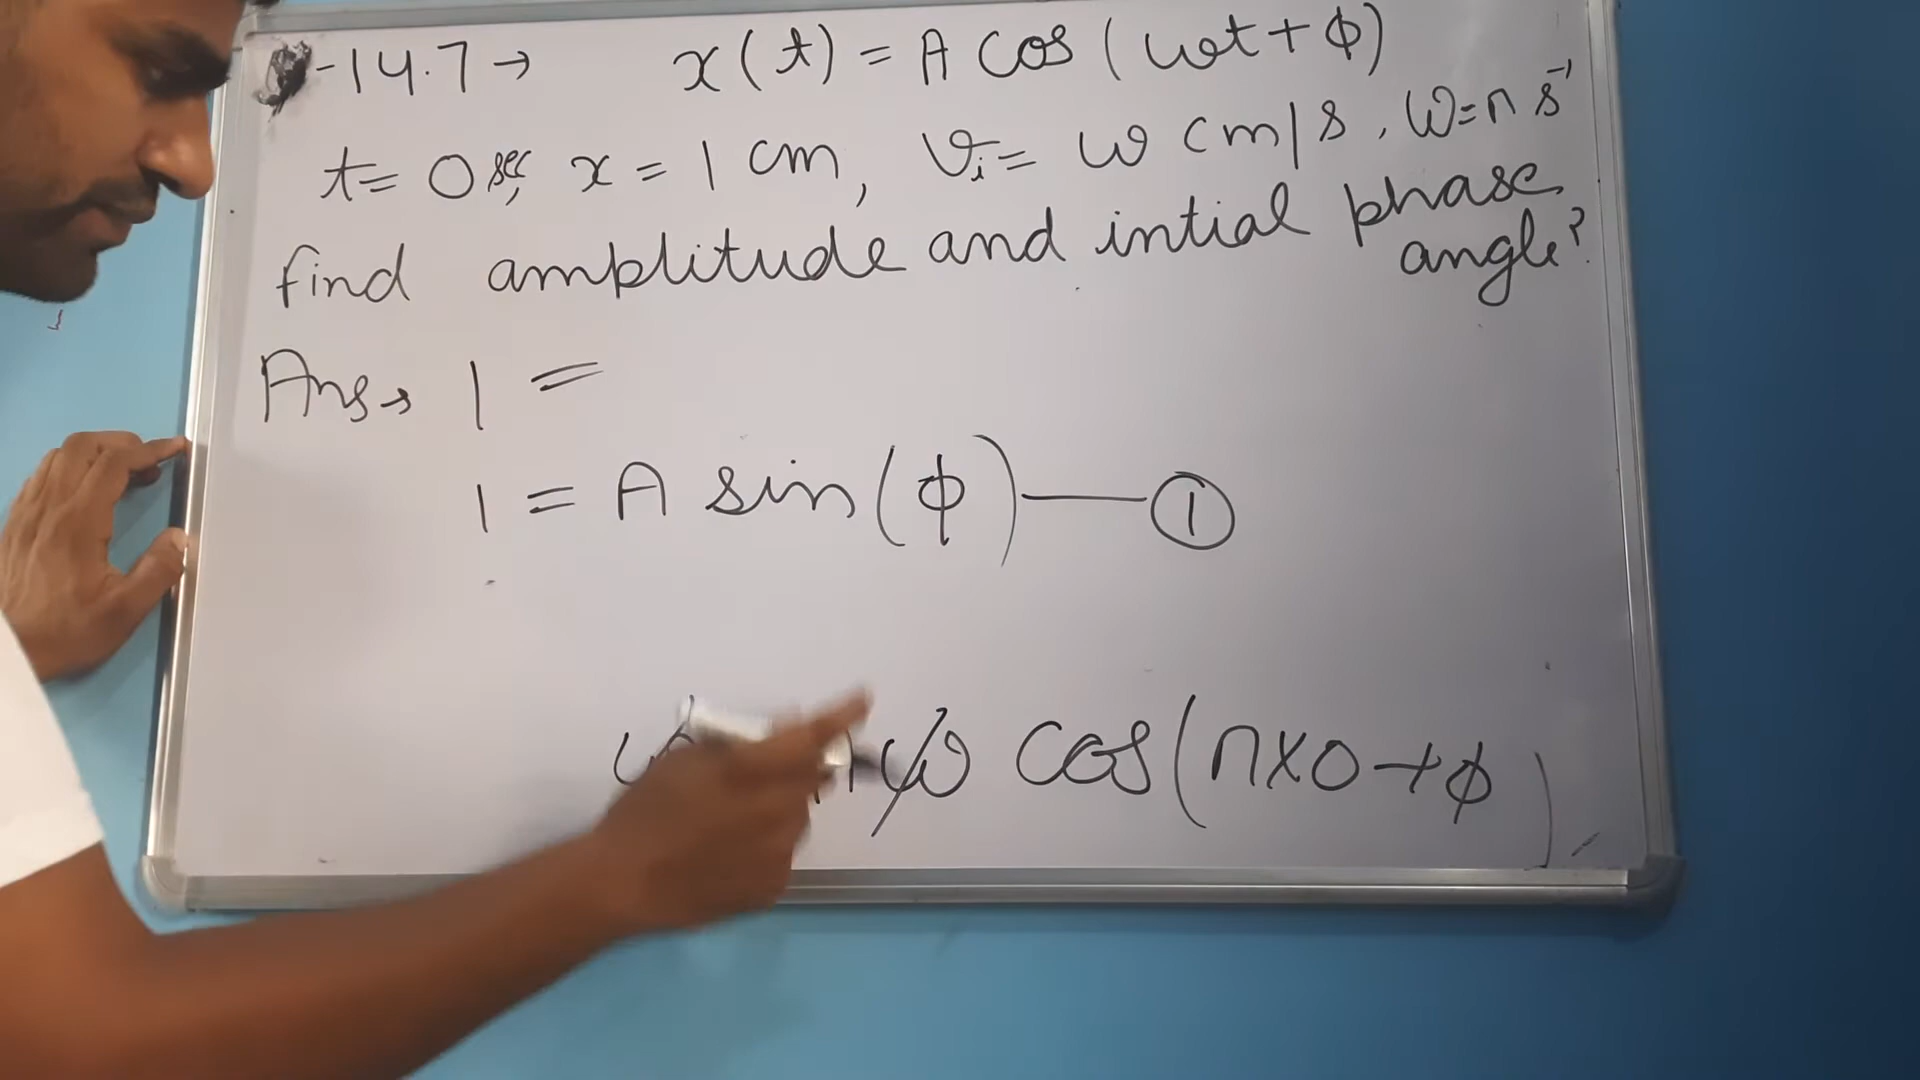 -14.7 → x(t) = A cos(ωt + ϕ)
t = 0 sec, x = 1 cm, vᵢ = ω cm/s, ω = π s⁻¹
find amplitude and intial phase
angle?
Ans → 1 =
1 = A sin(ϕ) — ①
ω cos(π×0+ϕ)